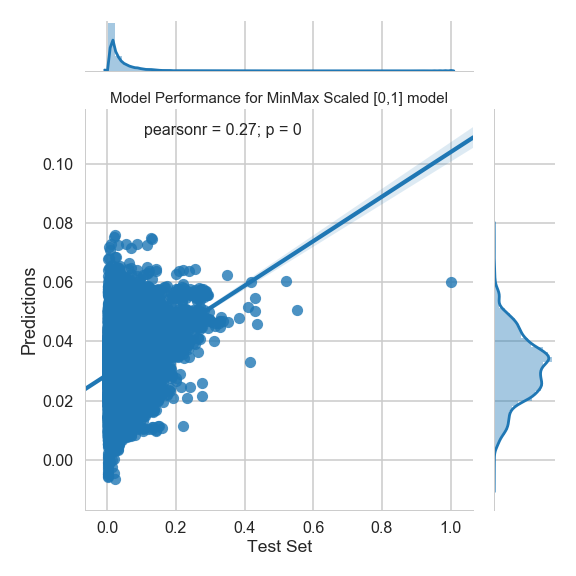 Model Performance for MinMax Scaled [0,1] model
pearsonr = 0.27; p = 0
0.10
0.08
0.06
0.04
0.02
0.00
Predictions
0.0 0.2 0.4 0.6 0.8 1.0
Test Set